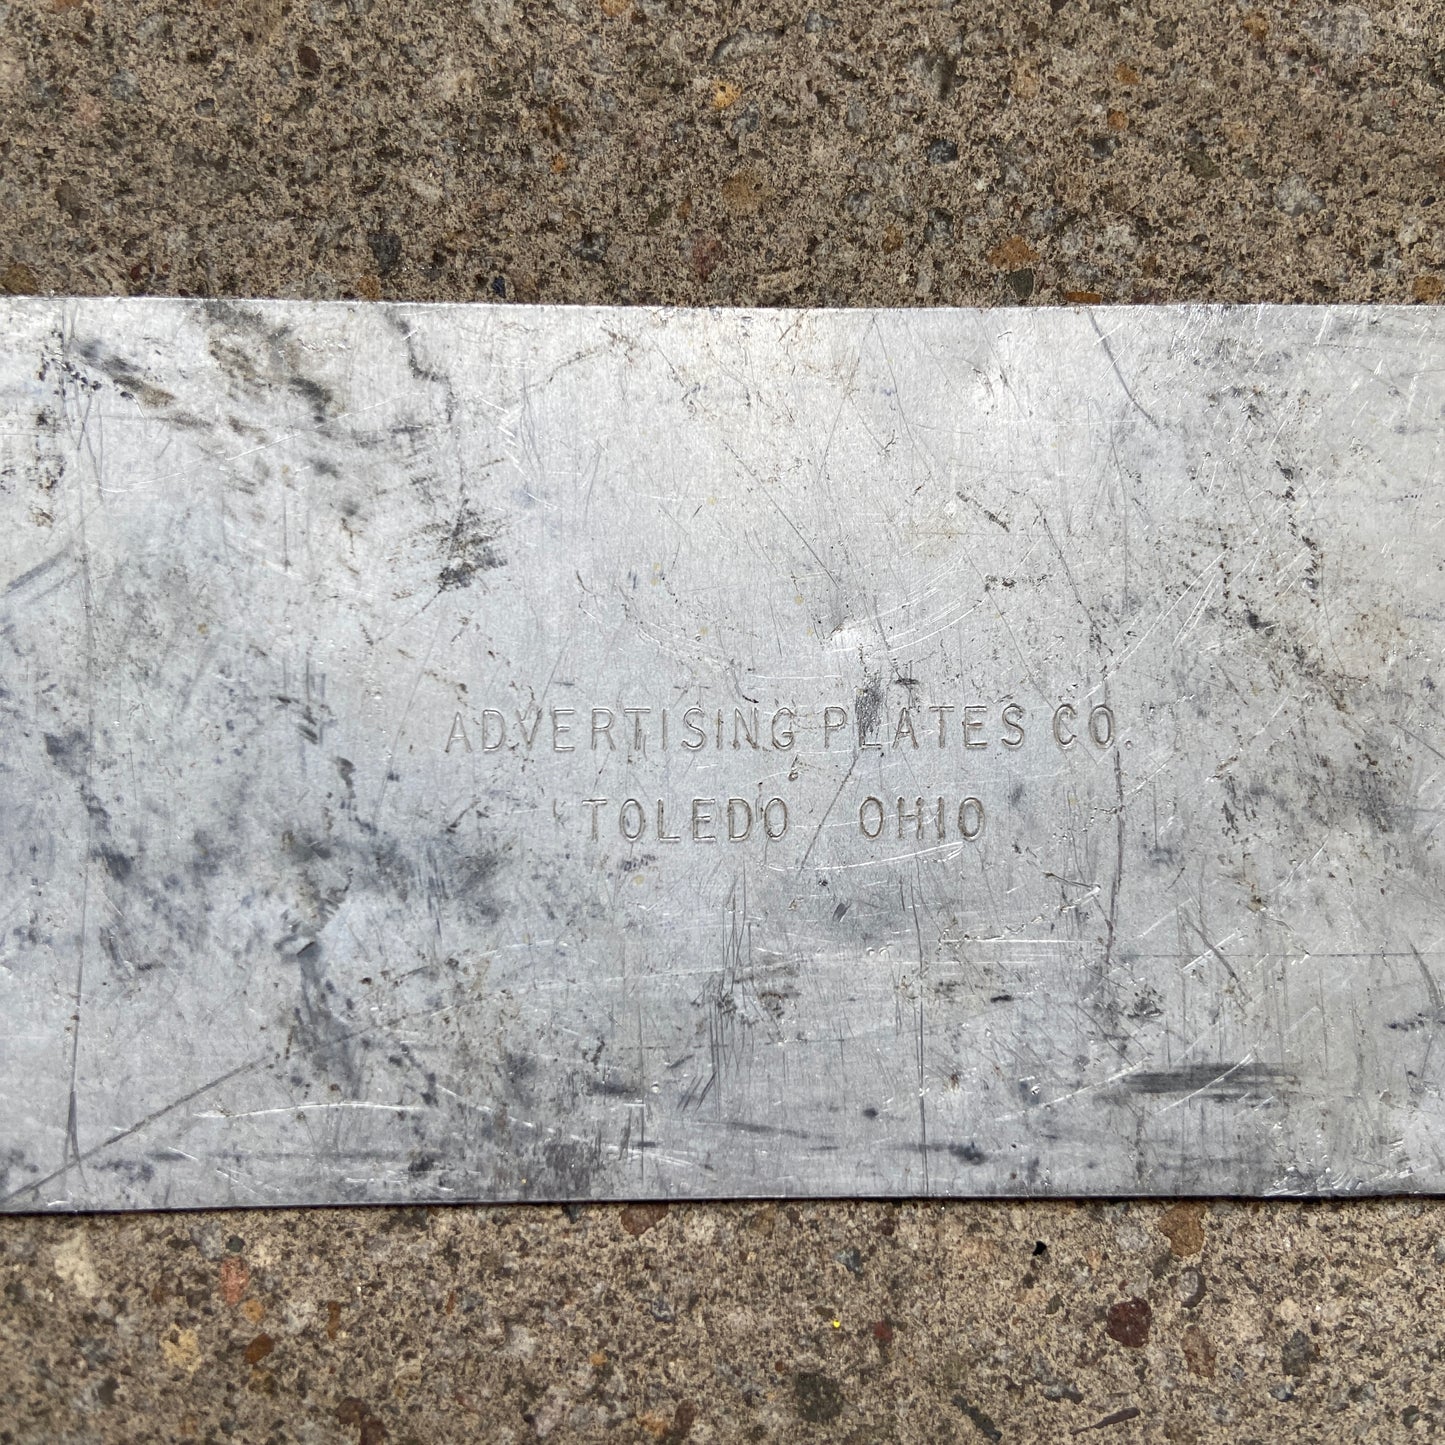 ADVERTISING PLATES CO.
TOLEDO OHIO